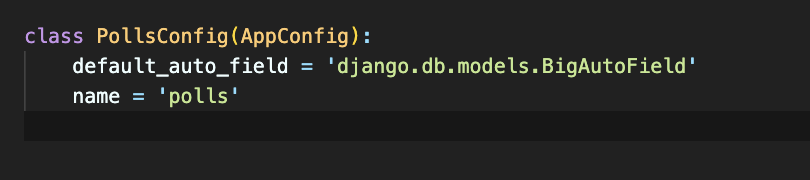 class PollsConfig(AppConfig):
    default_auto_field = 'django.db.models.BigAutoField'
    name = 'polls'